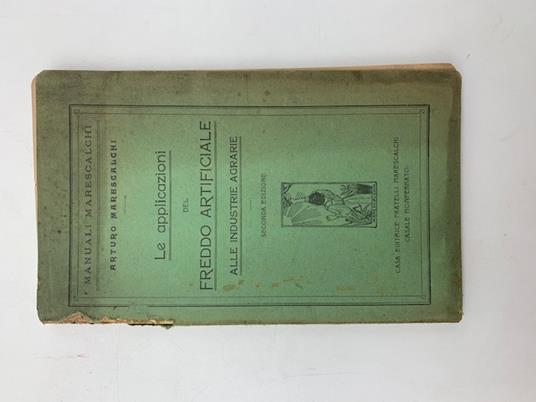 MANUALI MARESCALCHI
ARTURO MARESCALCHI
Le applicazioni
DEL
FREDDO ARTIFICIALE
ALLE INDUSTRIE AGRARIE
SECONDA EDIZIONE
CASA EDITRICE FRATELLI MARESCALCHI
CASALE MONFERRATO